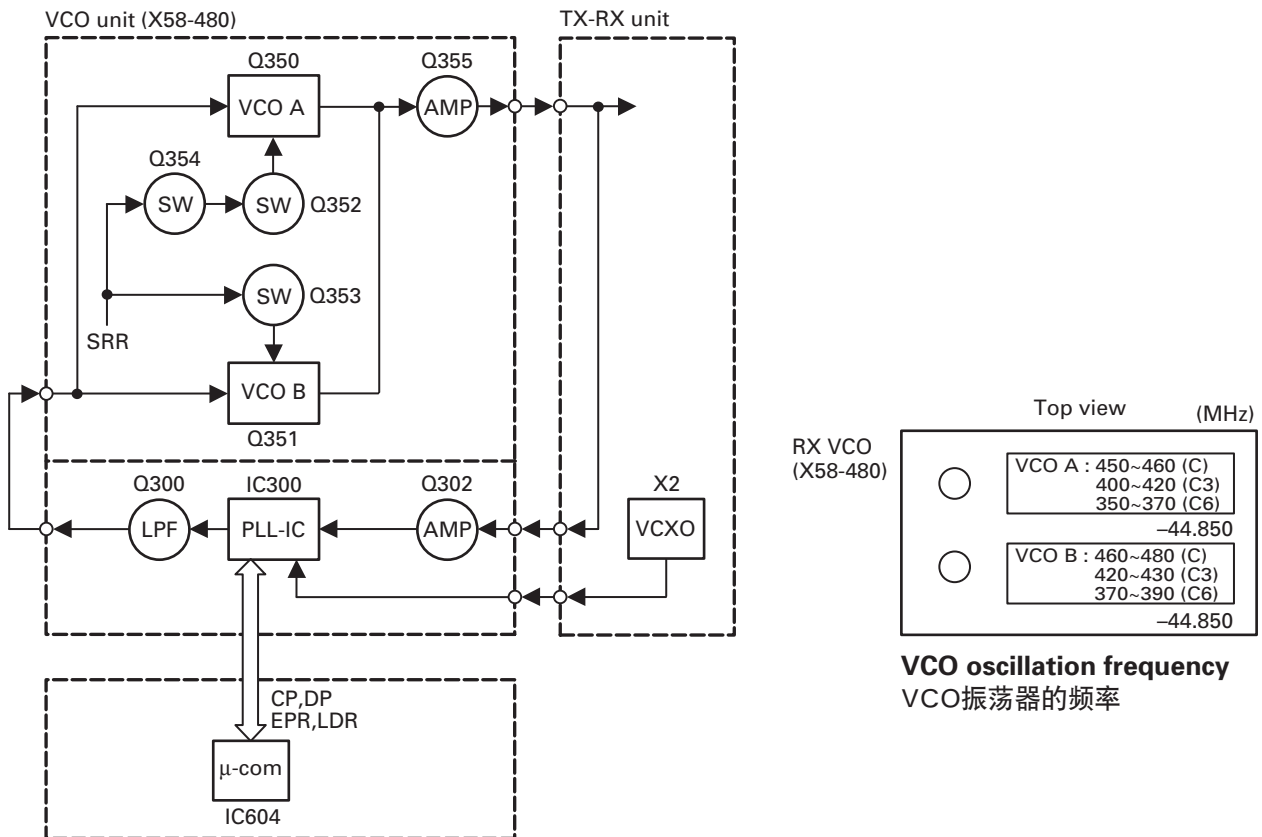 VCO unit (X58-480)
TX-RX unit
Q350
Q355
VCO A
AMP
Q354
SW
SW
Q352
SW
Q353
SRR
VCO B
Q351
Q300
IC300
Q302
X2
LPF
PLL-IC
AMP
VCXO
CP,DP
EPR,LDR
µ-com
IC604
Top view
(MHz)
RX VCO
(X58-480)
VCO A : 450~460 (C)
400~420 (C3)
350~370 (C6)
–44.850
VCO B : 460~480 (C)
420~430 (C3)
370~390 (C6)
–44.850
VCO oscillation frequency
VCO振荡器的频率